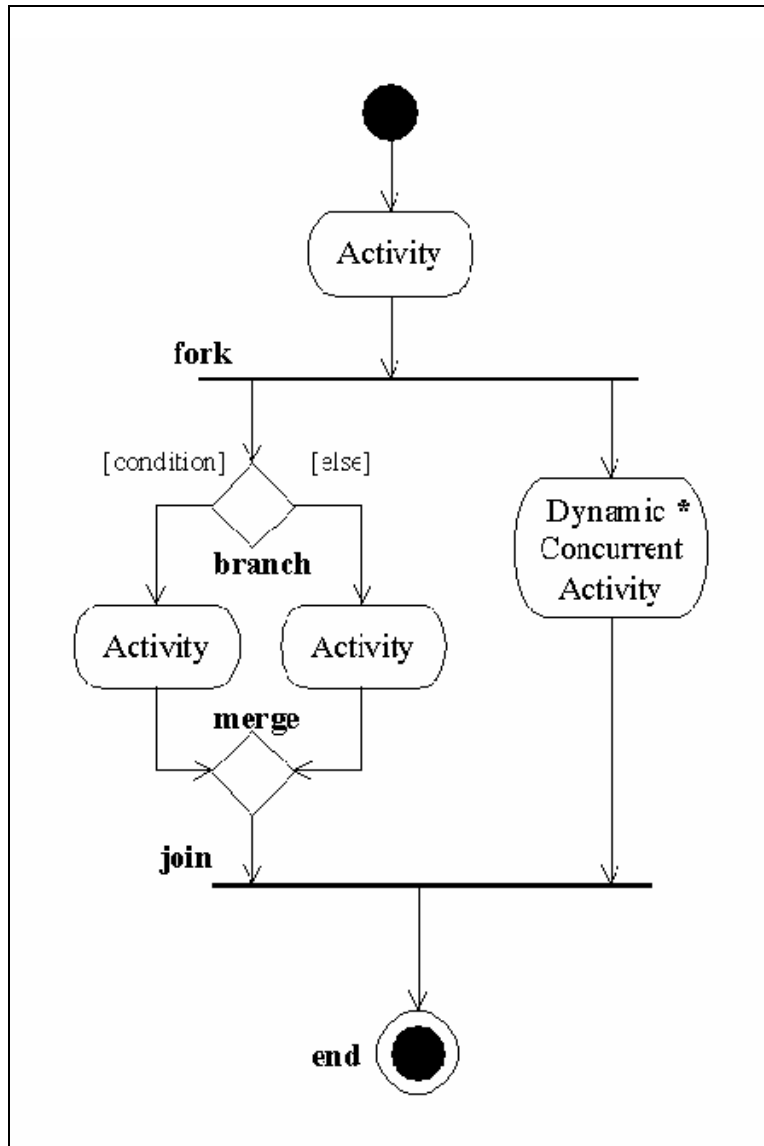 Activity
fork
[condition]
[else]
branch
Dynamic *
Concurrent
Activity
Activity
Activity
merge
join
end